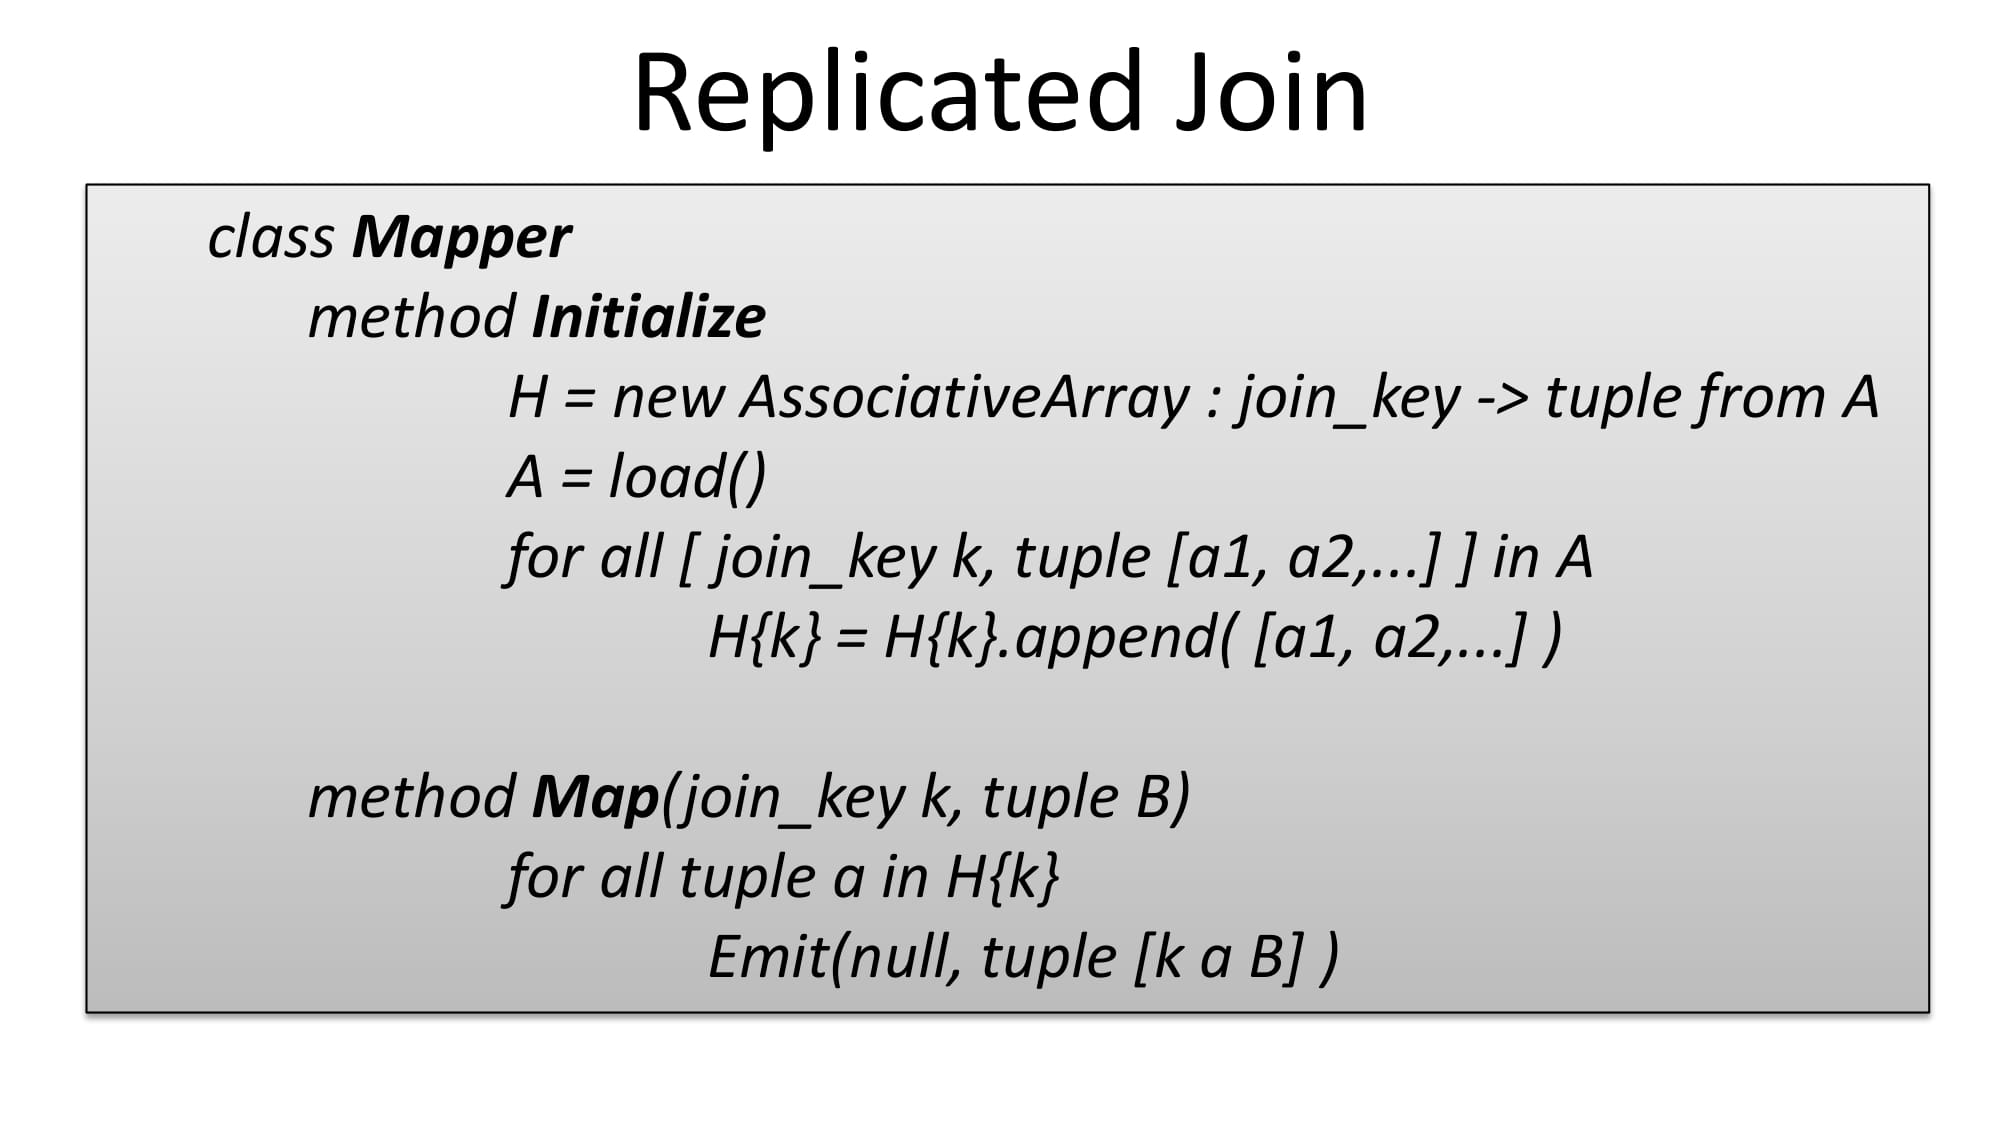 Replicated Join
class Mapper
method Initialize
H = new AssociativeArray : join_key -> tuple from A
A = load()
for all [ join_key k, tuple [a1, a2,...] ] in A
H{k} = H{k}.append( [a1, a2,...] )
method Map(join_key k, tuple B)
for all tuple a in H{k}
Emit(null, tuple [k a B] )